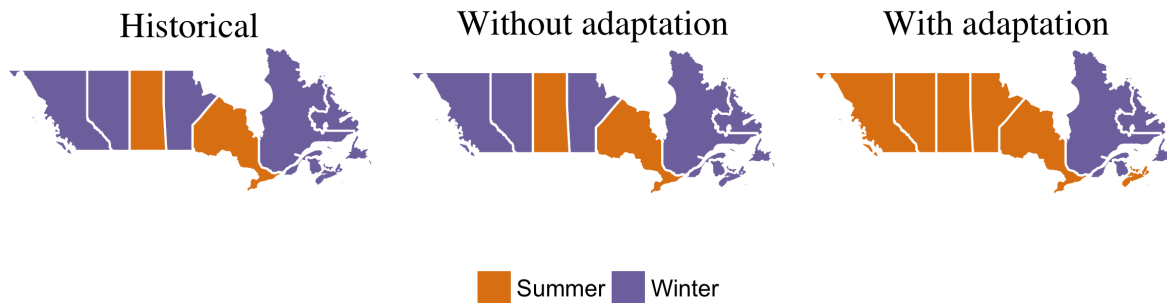 Historical
Without adaptation
With adaptation
Summer
Winter